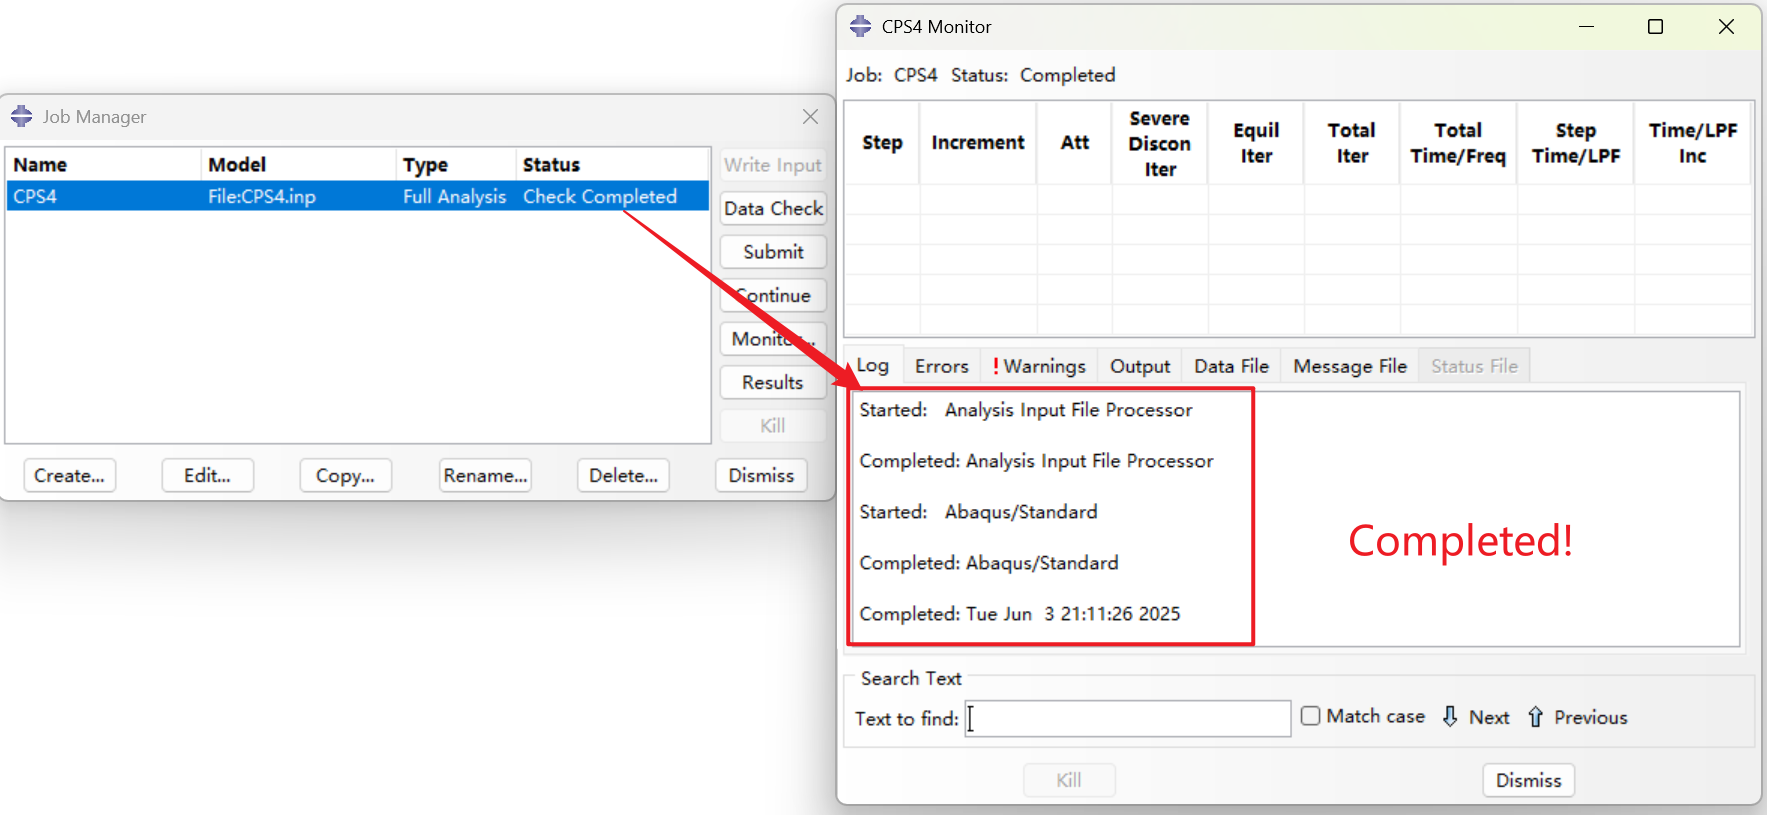 Job Manager
Name Model Type Status
CPS4 File:CPS4.inp Full Analysis Check Completed
Write Input
Data Check
Submit
Continue
Monitor...
Results
Kill
Create... Edit... Copy... Rename... Delete... Dismiss
CPS4 Monitor
Job: CPS4 Status: Completed
Step Increment Att Severe Discon Iter Equil Iter Total Iter Total Time/Freq Step Time/LPF Time/LPF Inc
Log Errors !Warnings Output Data File Message File Status File
Started: Analysis Input File Processor
Completed: Analysis Input File Processor
Started: Abaqus/Standard
Completed: Abaqus/Standard
Completed: Tue Jun 3 21:11:26 2025
Completed!
Search Text
Text to find: Match case Next Previous
Kill Dismiss